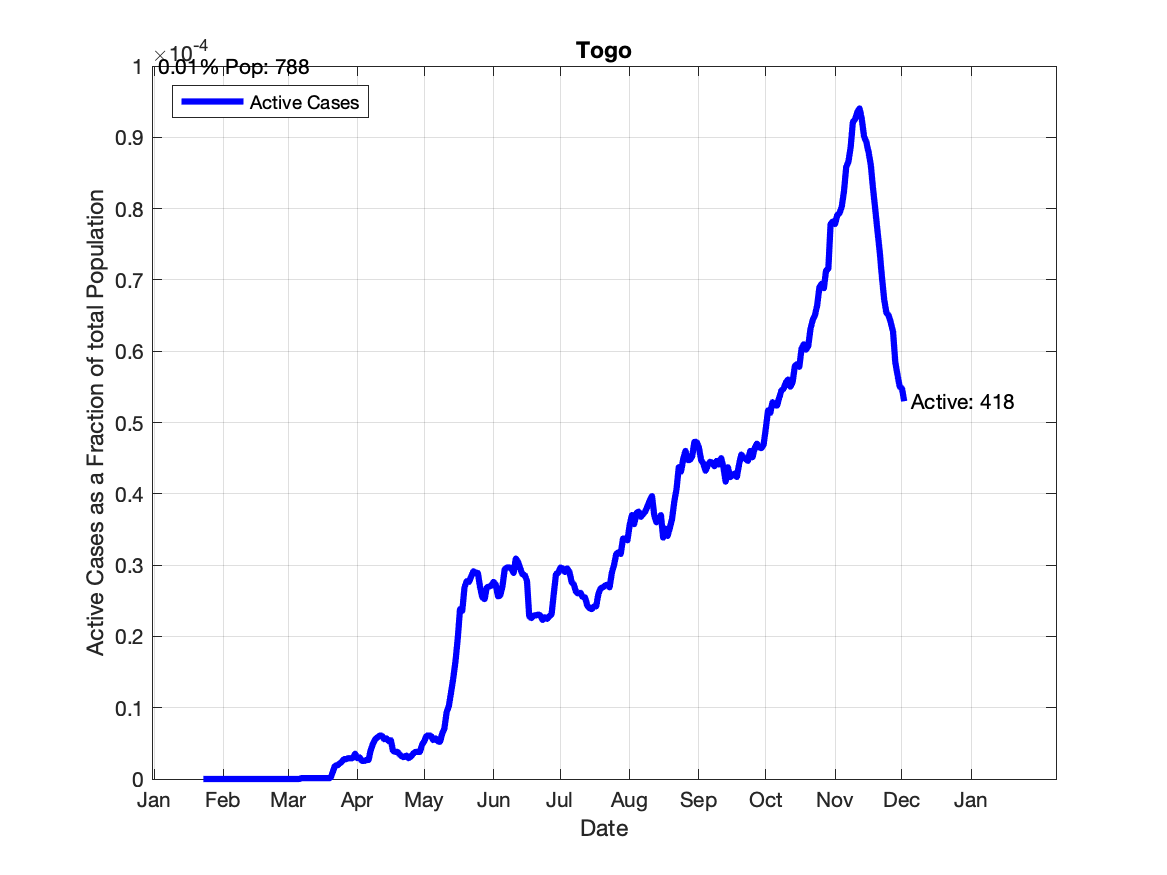 Togo
×10-4
0.01% Pop: 788
Active Cases
1
0.9
0.8
0.7
0.6
0.5
0.4
0.3
0.2
0.1
0
Active Cases as a Fraction of total Population
Active: 418
Jan Feb Mar Apr May Jun Jul Aug Sep Oct Nov Dec Jan
Date